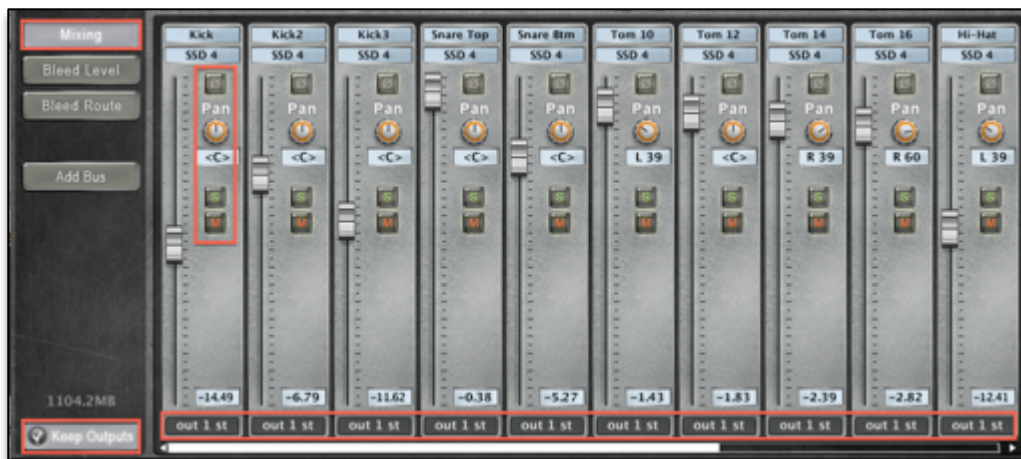 Mixing
Bleed Level
Bleed Route
Add Bus
1104.2MB
Keep Outputs
Kick Kick2 Kick3 Snare Top Snare Btm Tom 10 Tom 12 Tom 14 Tom 16 Hi-Hat
SSD 4 SSD 4 SSD 4 SSD 4 SSD 4 SSD 4 SSD 4 SSD 4 SSD 4 SSD 4
Ø Ø Ø Ø Ø Ø Ø Ø Ø Ø
Pan Pan Pan Pan Pan Pan Pan Pan Pan Pan
<C> <C> <C> <C> <C> L 39 <C> R 39 R 60 L 39
S S S S S S S S S S
M M M M M M M M M M
-14.49 -6.79 -11.62 -0.38 -5.27 -1.43 -1.83 -2.39 -2.82 -12.41
out 1 st out 1 st out 1 st out 1 st out 1 st out 1 st out 1 st out 1 st out 1 st out 1 st